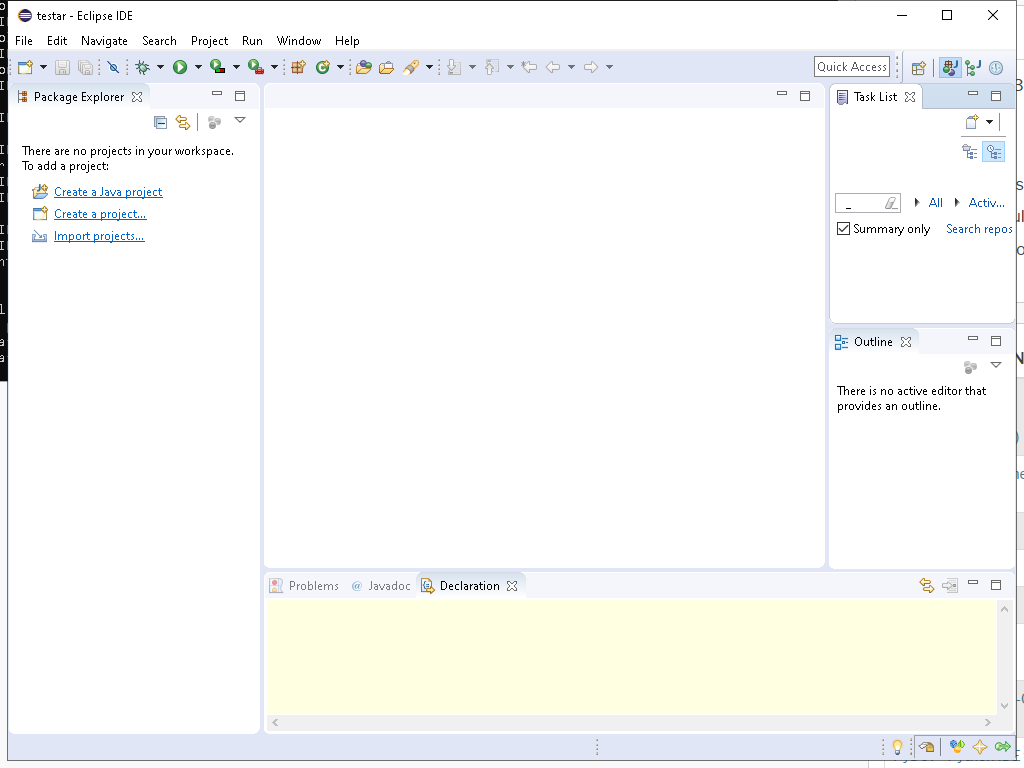 testar - Eclipse IDE
File Edit Navigate Search Project Run Window Help
Quick Access
Package Explorer
There are no projects in your workspace.
To add a project:
Create a Java project
Create a project...
Import projects...
Task List
All Activ...
Summary only Search repos
Outline
There is no active editor that
provides an outline.
Problems @ Javadoc Declaration